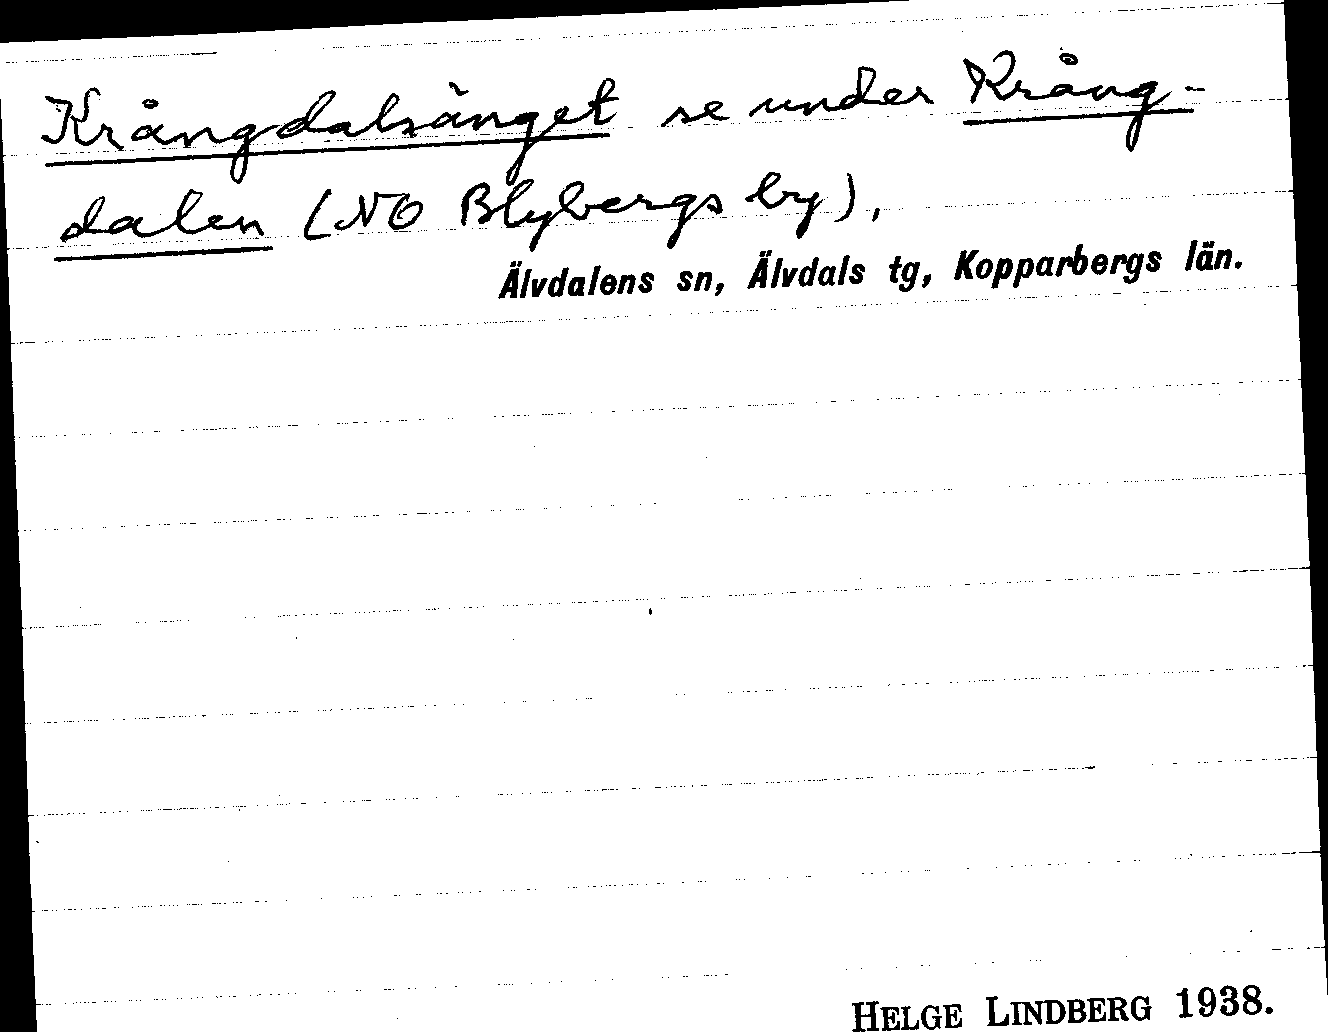 Krångdalsänget se under Krång-
dalen (NO Blybergs by),
Älvdalens sn, Älvdals tg, Kopparbergs län.
HELGE LINDBERG 1938.